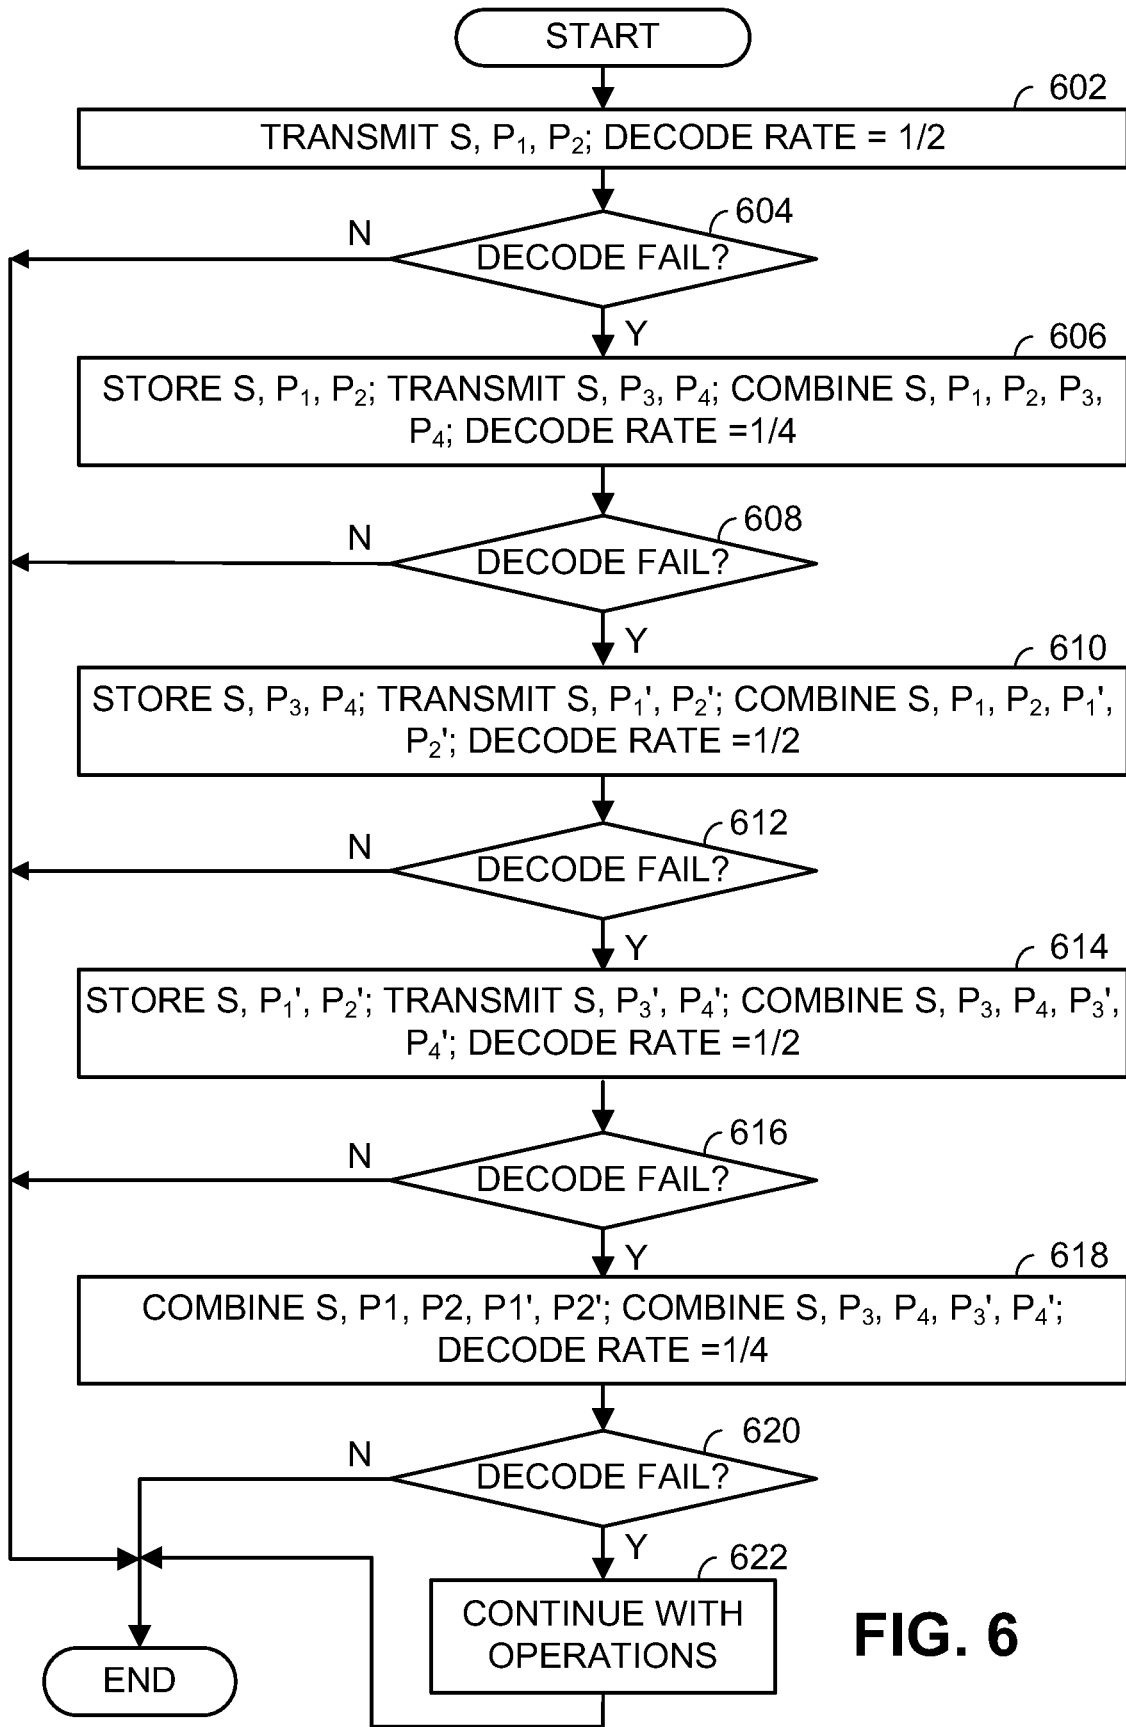 START
602
TRANSMIT S, P₁, P₂; DECODE RATE = 1/2
604
N
DECODE FAIL?
Y
606
STORE S, P₁, P₂; TRANSMIT S, P₃, P₄; COMBINE S, P₁, P₂, P₃,
P₄; DECODE RATE =1/4
608
N
DECODE FAIL?
Y
610
STORE S, P₃, P₄; TRANSMIT S, P₁', P₂'; COMBINE S, P₁, P₂, P₁',
P₂'; DECODE RATE =1/2
612
N
DECODE FAIL?
Y
614
STORE S, P₁', P₂'; TRANSMIT S, P₃', P₄'; COMBINE S, P₃, P₄, P₃',
P₄'; DECODE RATE =1/2
616
N
DECODE FAIL?
Y
618
COMBINE S, P1, P2, P1', P2'; COMBINE S, P₃, P₄, P₃', P₄';
DECODE RATE =1/4
620
N
DECODE FAIL?
Y
622
CONTINUE WITH
OPERATIONS
FIG. 6
END